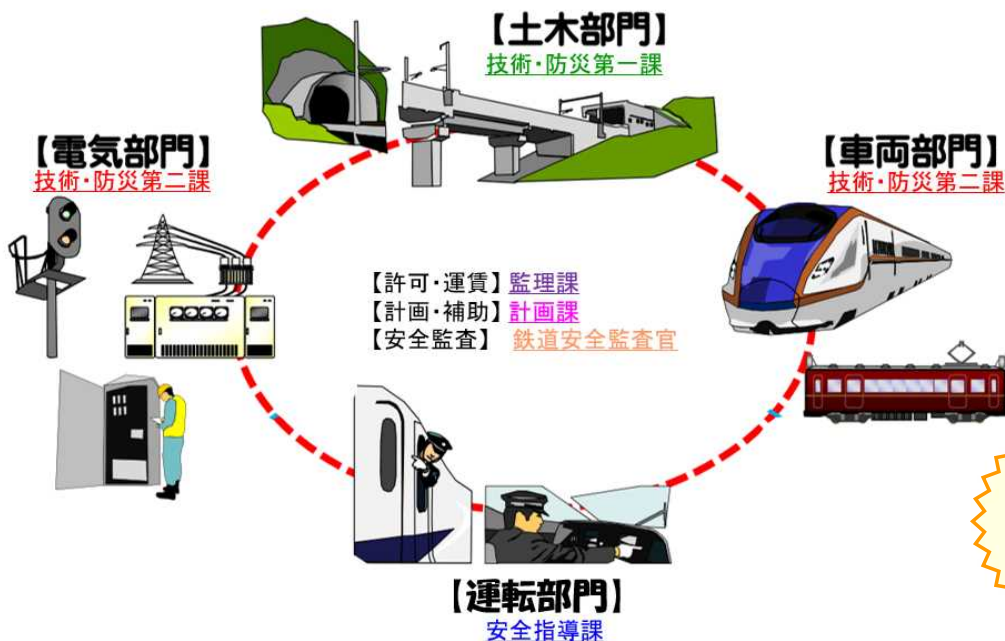 【土木部門】
技術・防災第一課
【電気部門】
技術・防災第二課
【車両部門】
技術・防災第二課
【許可・運賃】監理課
【計画・補助】計画課
【安全監査】 鉄道安全監査官
【運転部門】
安全指導課